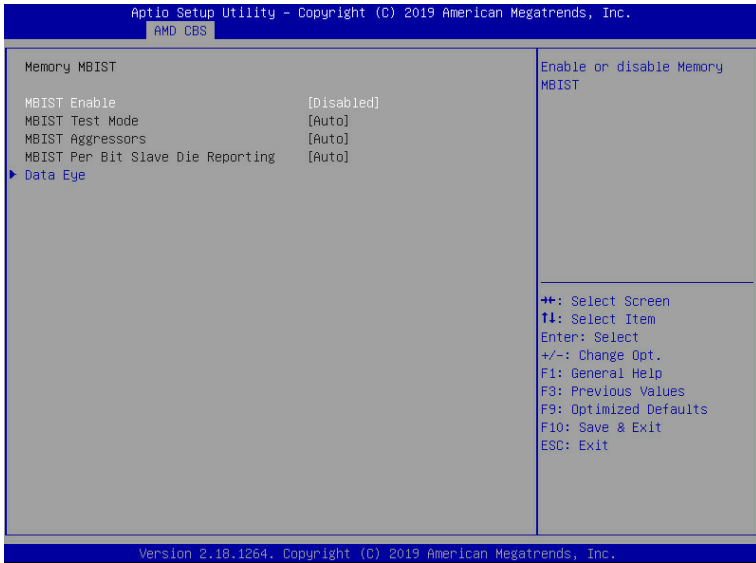 Aptio Setup Utility – Copyright (C) 2019 American Megatrends, Inc.
AMD CBS
Memory MBIST
MBIST Enable [Disabled]
MBIST Test Mode [Auto]
MBIST Aggressors [Auto]
MBIST Per Bit Slave Die Reporting [Auto]
▶ Data Eye
Enable or disable Memory
MBIST
→←: Select Screen
↑↓: Select Item
Enter: Select
+/-: Change Opt.
F1: General Help
F3: Previous Values
F9: Optimized Defaults
F10: Save & Exit
ESC: Exit
Version 2.18.1264. Copyright (C) 2019 American Megatrends, Inc.